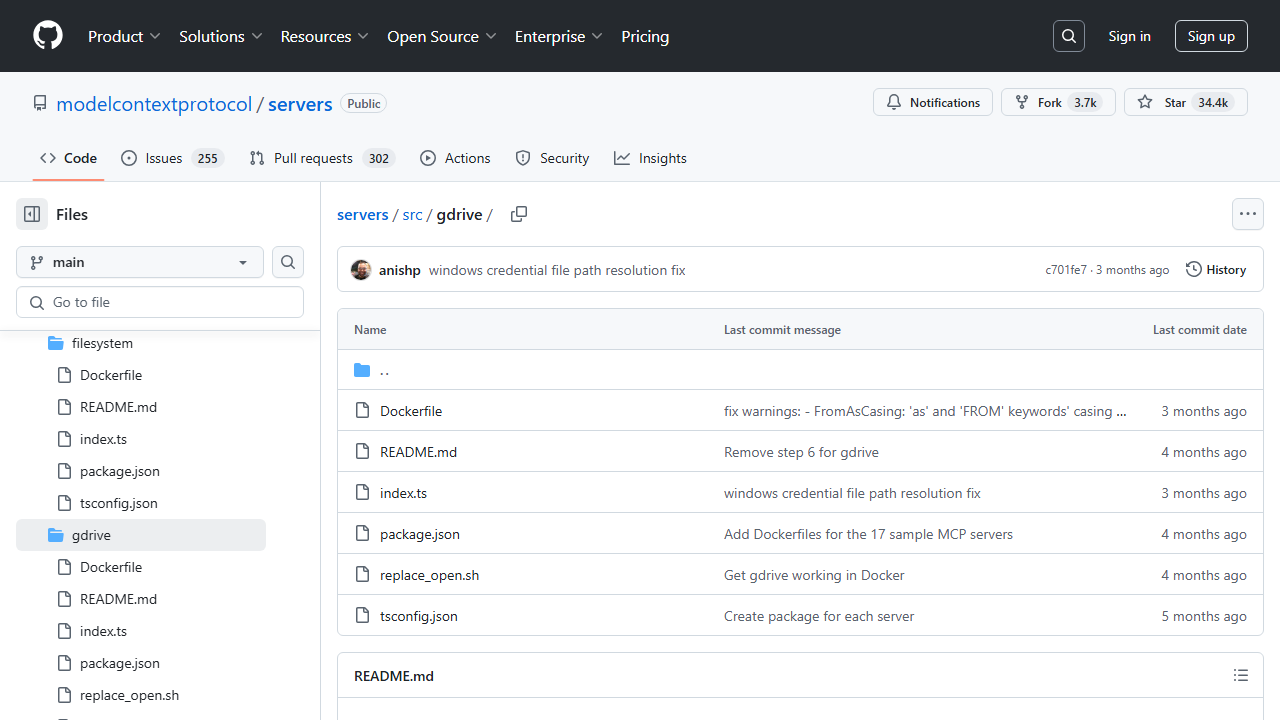 Product Solutions Resources Open Source Enterprise Pricing Sign in Sign up
modelcontextprotocol / servers Public Notifications Fork 3.7k Star 34.4k
Code Issues 255 Pull requests 302 Actions Security Insights
Files
main
Go to file
filesystem
Dockerfile
README.md
index.ts
package.json
tsconfig.json
gdrive
Dockerfile
README.md
index.ts
package.json
replace_open.sh
servers / src / gdrive /
anishp windows credential file path resolution fix c701fe7 · 3 months ago History
Name Last commit message Last commit date
..
Dockerfile fix warnings: - FromAsCasing: 'as' and 'FROM' keywords' casing ... 3 months ago
README.md Remove step 6 for gdrive 4 months ago
index.ts windows credential file path resolution fix 3 months ago
package.json Add Dockerfiles for the 17 sample MCP servers 4 months ago
replace_open.sh Get gdrive working in Docker 4 months ago
tsconfig.json Create package for each server 5 months ago
README.md